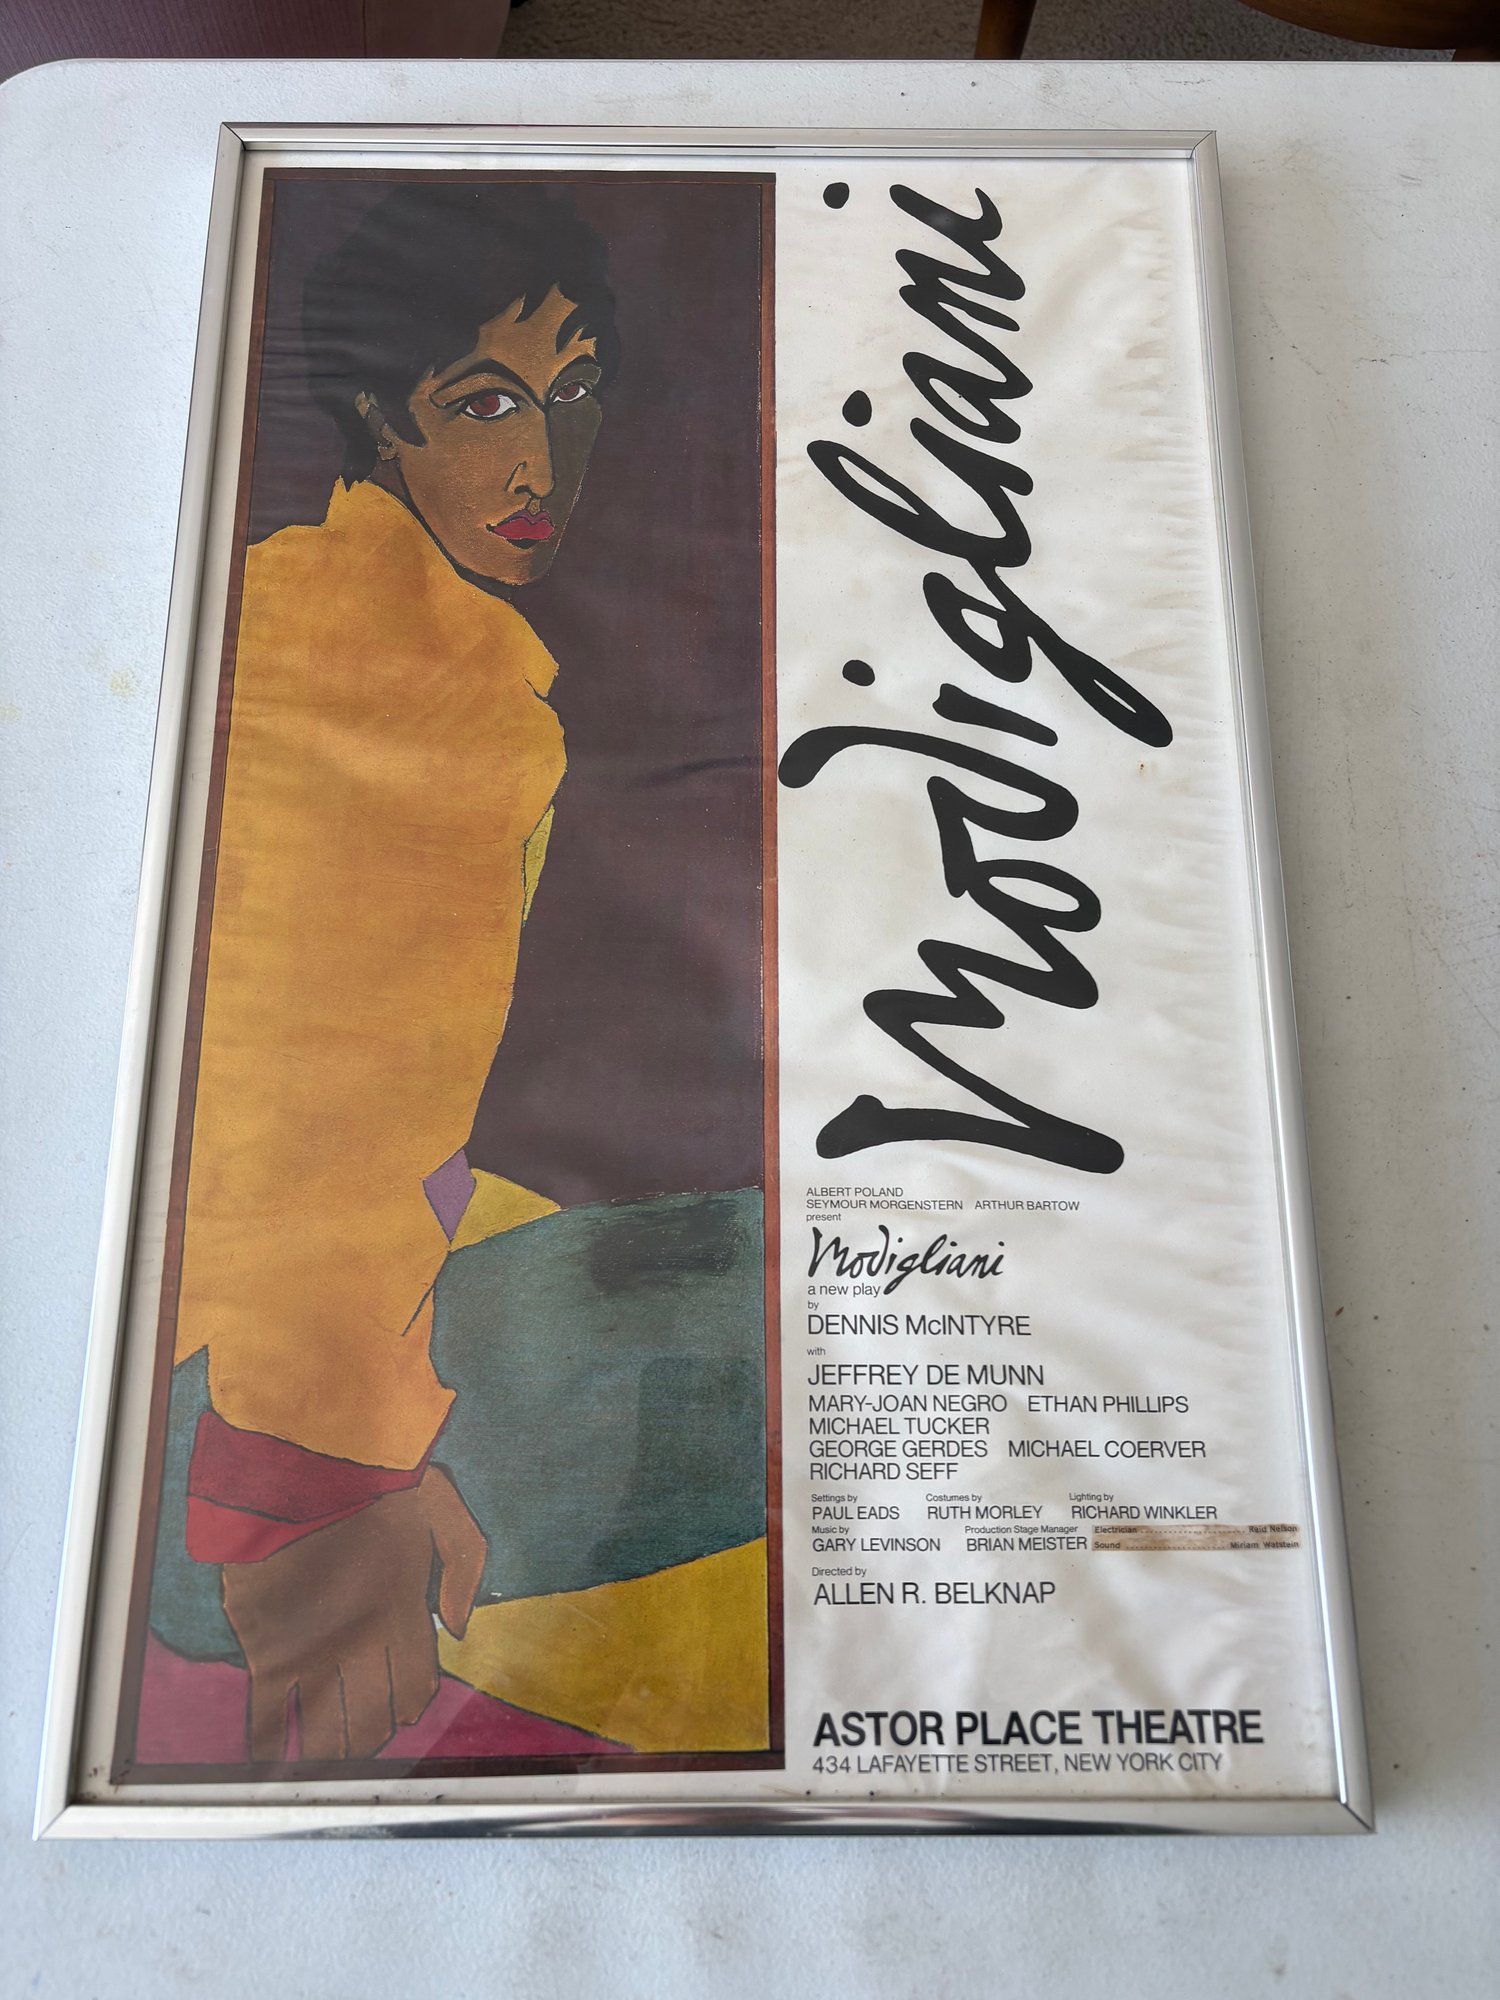 Modigliani
ALBERT POLAND
SEYMOUR MORGENSTERN ARTHUR BARTOW
present
Modigliani
a new play
by
DENNIS McINTYRE
with
JEFFREY DE MUNN
MARY-JOAN NEGRO ETHAN PHILLIPS
MICHAEL TUCKER
GEORGE GERDES MICHAEL COERVER
RICHARD SEFF
Settings by Costumes by Lighting by
PAUL EADS RUTH MORLEY RICHARD WINKLER
Music by Production Stage Manager Electrician ........................ Reid Nelson
GARY LEVINSON BRIAN MEISTER Sound ........................ Miriam Watstein
Directed by
ALLEN R. BELKNAP
ASTOR PLACE THEATRE
434 LAFAYETTE STREET, NEW YORK CITY